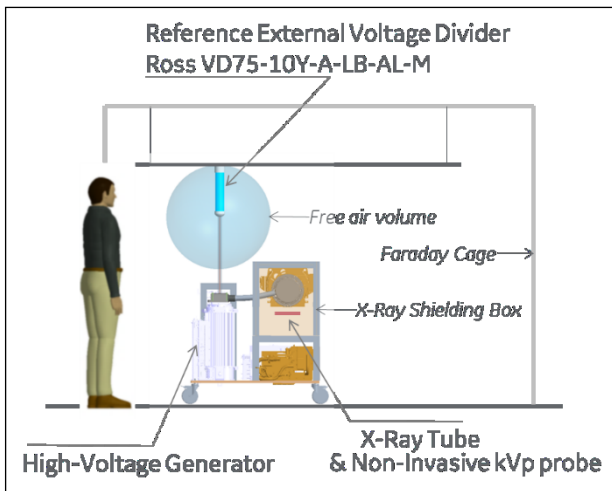 Reference External Voltage Divider
Ross VD75-10Y-A-LB-AL-M
Free air volume
Faraday Cage
X-Ray Shielding Box
X-Ray Tube
& Non-Invasive kVp probe
High-Voltage Generator